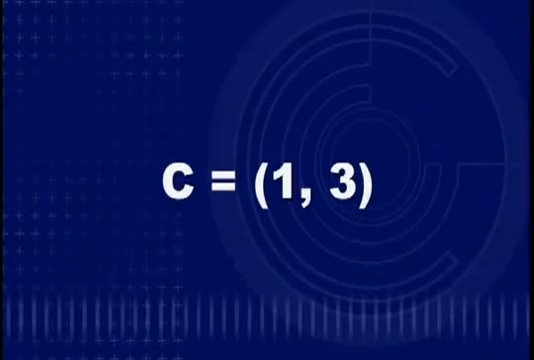 C = (1, 3)